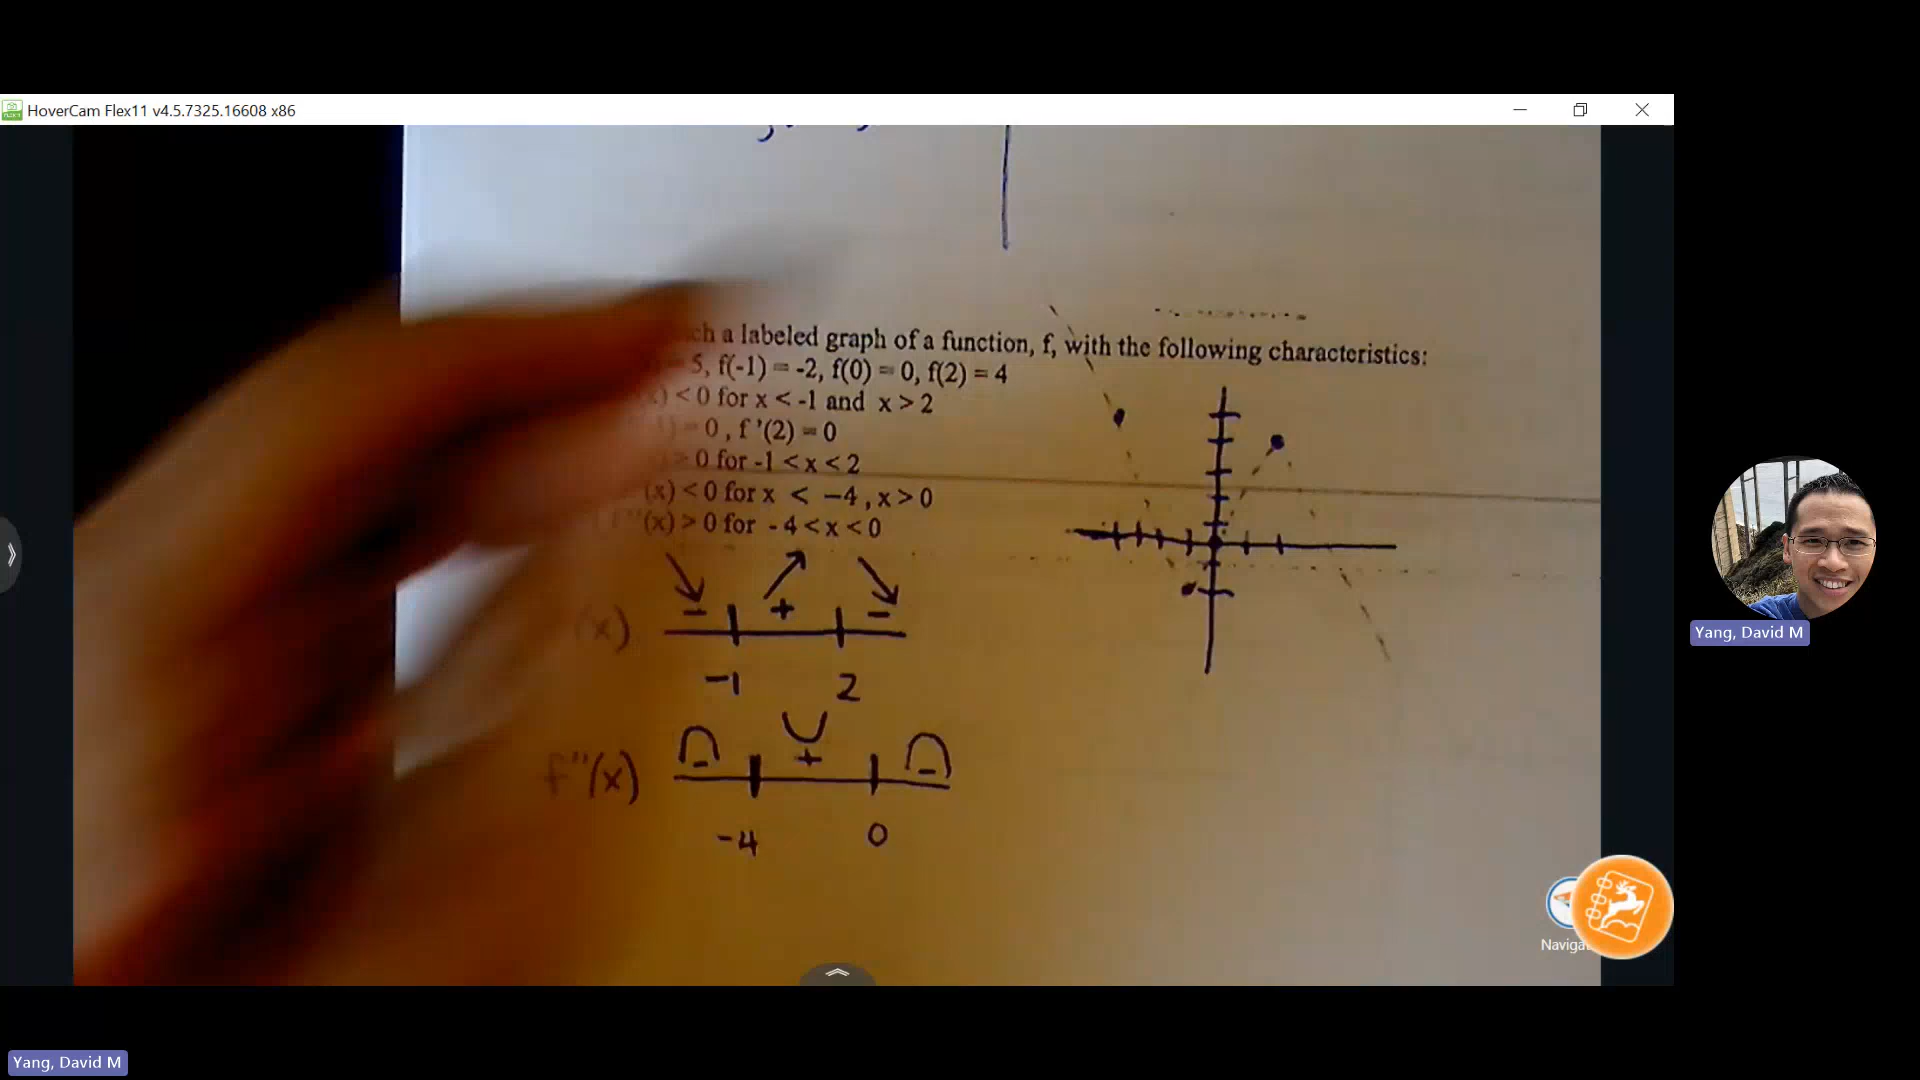 HoverCam Flex11 v4.5.7325.16608 x86
a labeled graph of a function, f, with the following characteristics:
5, f(-1) = -2, f(0) = 0, f(2) = 4
< 0 for x < -1 and x > 2
= 0 , f '(2) = 0
> 0 for -1 < x < 2
(x) < 0 for x < -4 , x > 0
"(x) > 0 for - 4 < x < 0
- + -
(x)
-1 2
- + -
f"(x)
-4 0
Yang, David M
Yang, David M